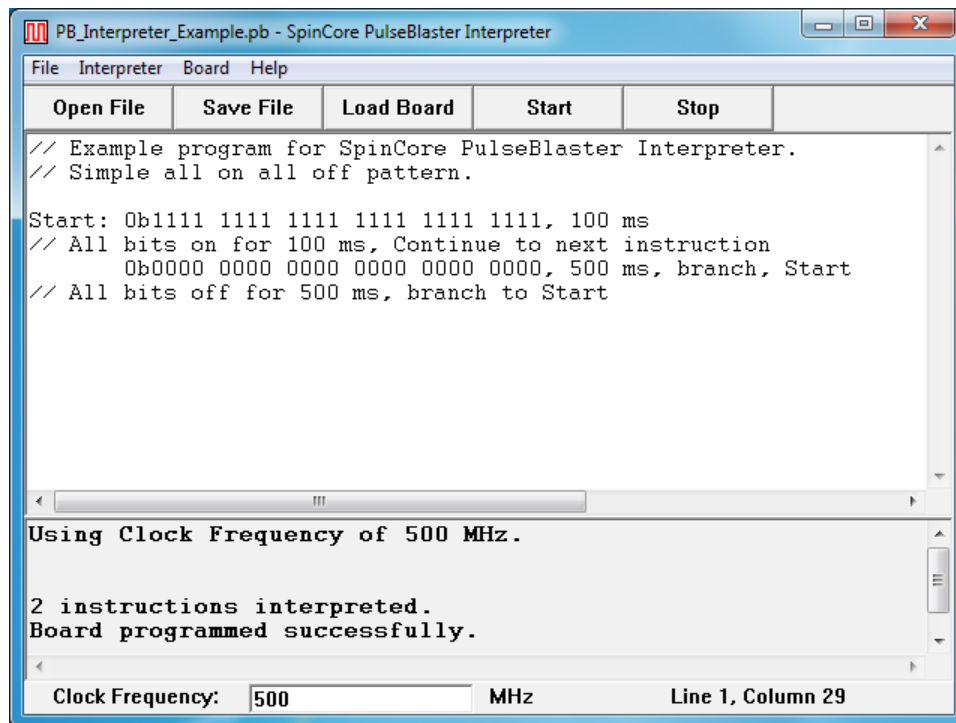 PB_Interpreter_Example.pb - SpinCore PulseBlaster Interpreter
File Interpreter Board Help
Open File Save File Load Board Start Stop
// Example program for SpinCore PulseBlaster Interpreter.
// Simple all on all off pattern.
Start: 0b1111 1111 1111 1111 1111 1111, 100 ms
// All bits on for 100 ms, Continue to next instruction
0b0000 0000 0000 0000 0000 0000, 500 ms, branch, Start
// All bits off for 500 ms, branch to Start
Using Clock Frequency of 500 MHz.
2 instructions interpreted.
Board programmed successfully.
Clock Frequency: 500 MHz Line 1, Column 29